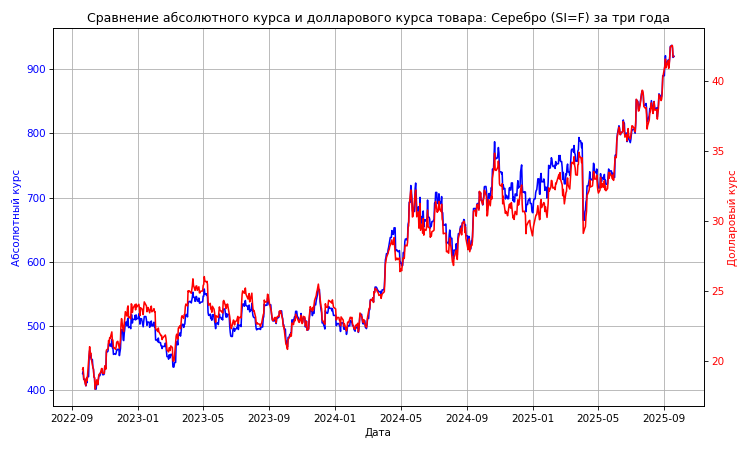 Сравнение абсолютного курса и долларового курса товара: Серебро (SI=F) за три года
Абсолютный курс
900
800
700
600
500
400
40
35
30
25
20
Долларовый курс
2022-09 2023-01 2023-05 2023-09 2024-01 2024-05 2024-09 2025-01 2025-05 2025-09
Дата